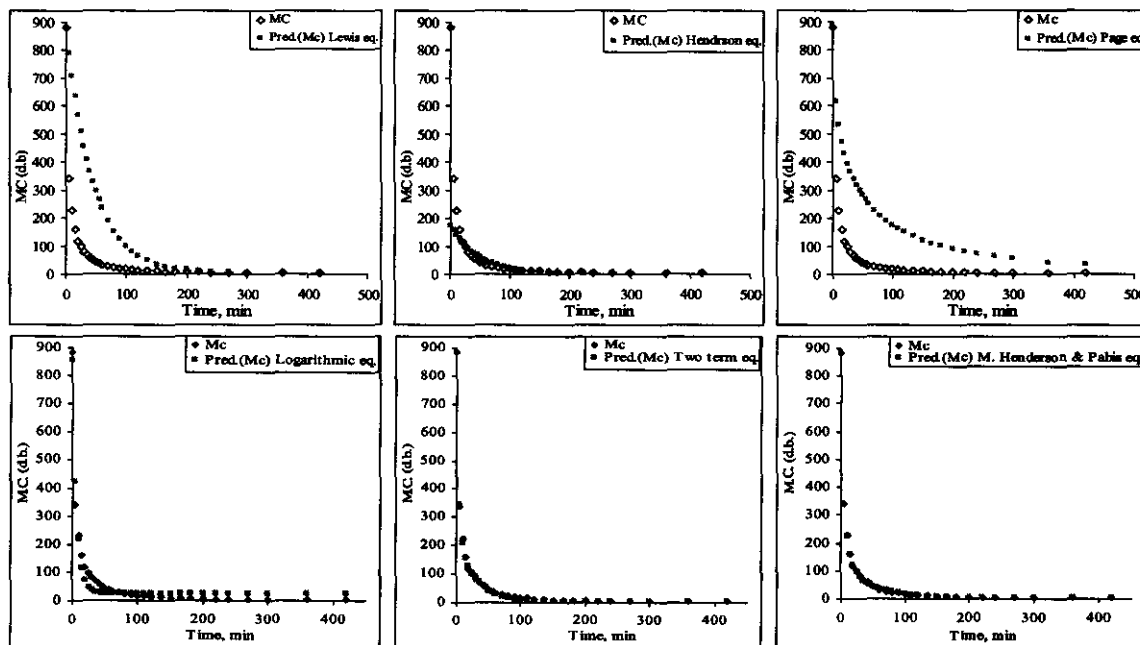 MC
Pred.(Mc) Lewis eq.
900
800
700
600
500
400
300
200
100
0
MC (d.b)
0 100 200 300 400 500
Time, min
MC
Pred.(Mc) Hendrson eq.
900
800
700
600
500
400
300
200
100
0
MC (d.b)
0 100 200 300 400 500
Time, min
Mc
Pred.(Mc) Page eq
900
800
700
600
500
400
300
200
100
0
MC (d.b)
0 100 200 300 400 500
Time, min
Mc
Pred.(Mc) Logarithmic eq.
900
800
700
600
500
400
300
200
100
0
M.C. (d.b.)
0 100 200 300 400
Time, min
Mc
Pred.(Mc) Two term eq.
900
800
700
600
500
400
300
200
100
0
M.C. (d.b.)
0 100 200 300 400
Time, min
Mc
Pred.(Mc) M. Henderson & Pabis eq
900
800
700
600
500
400
300
200
100
0
M.C. (d.b.)
0 100 200 300 400
Time, min